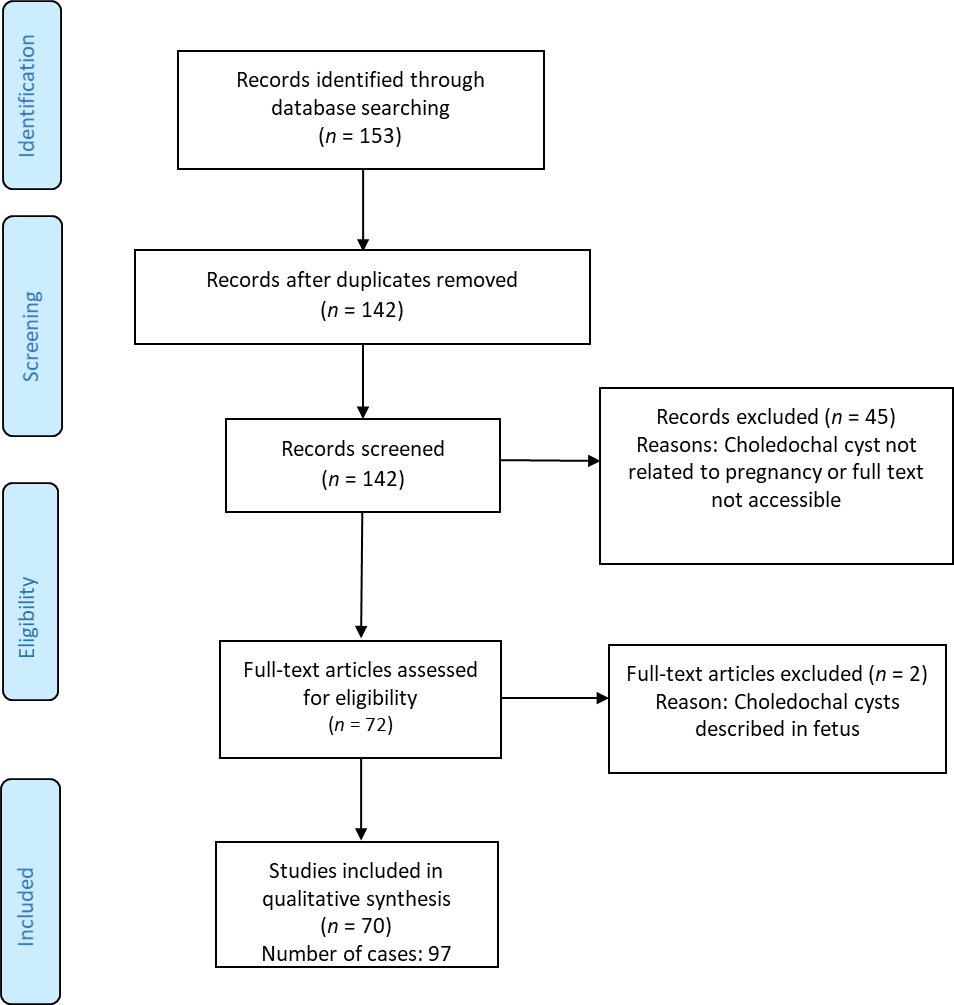 Identification
Records identified through
database searching
(n = 153)
Screening
Records after duplicates removed
(n = 142)
Records screened
(n = 142)
Records excluded (n = 45)
Reasons: Choledochal cyst not
related to pregnancy or full text
not accessible
Eligibility
Full-text articles assessed
for eligibility
(n = 72)
Full-text articles excluded (n = 2)
Reason: Choledochal cysts
described in fetus
Included
Studies included in
qualitative synthesis
(n = 70)
Number of cases: 97